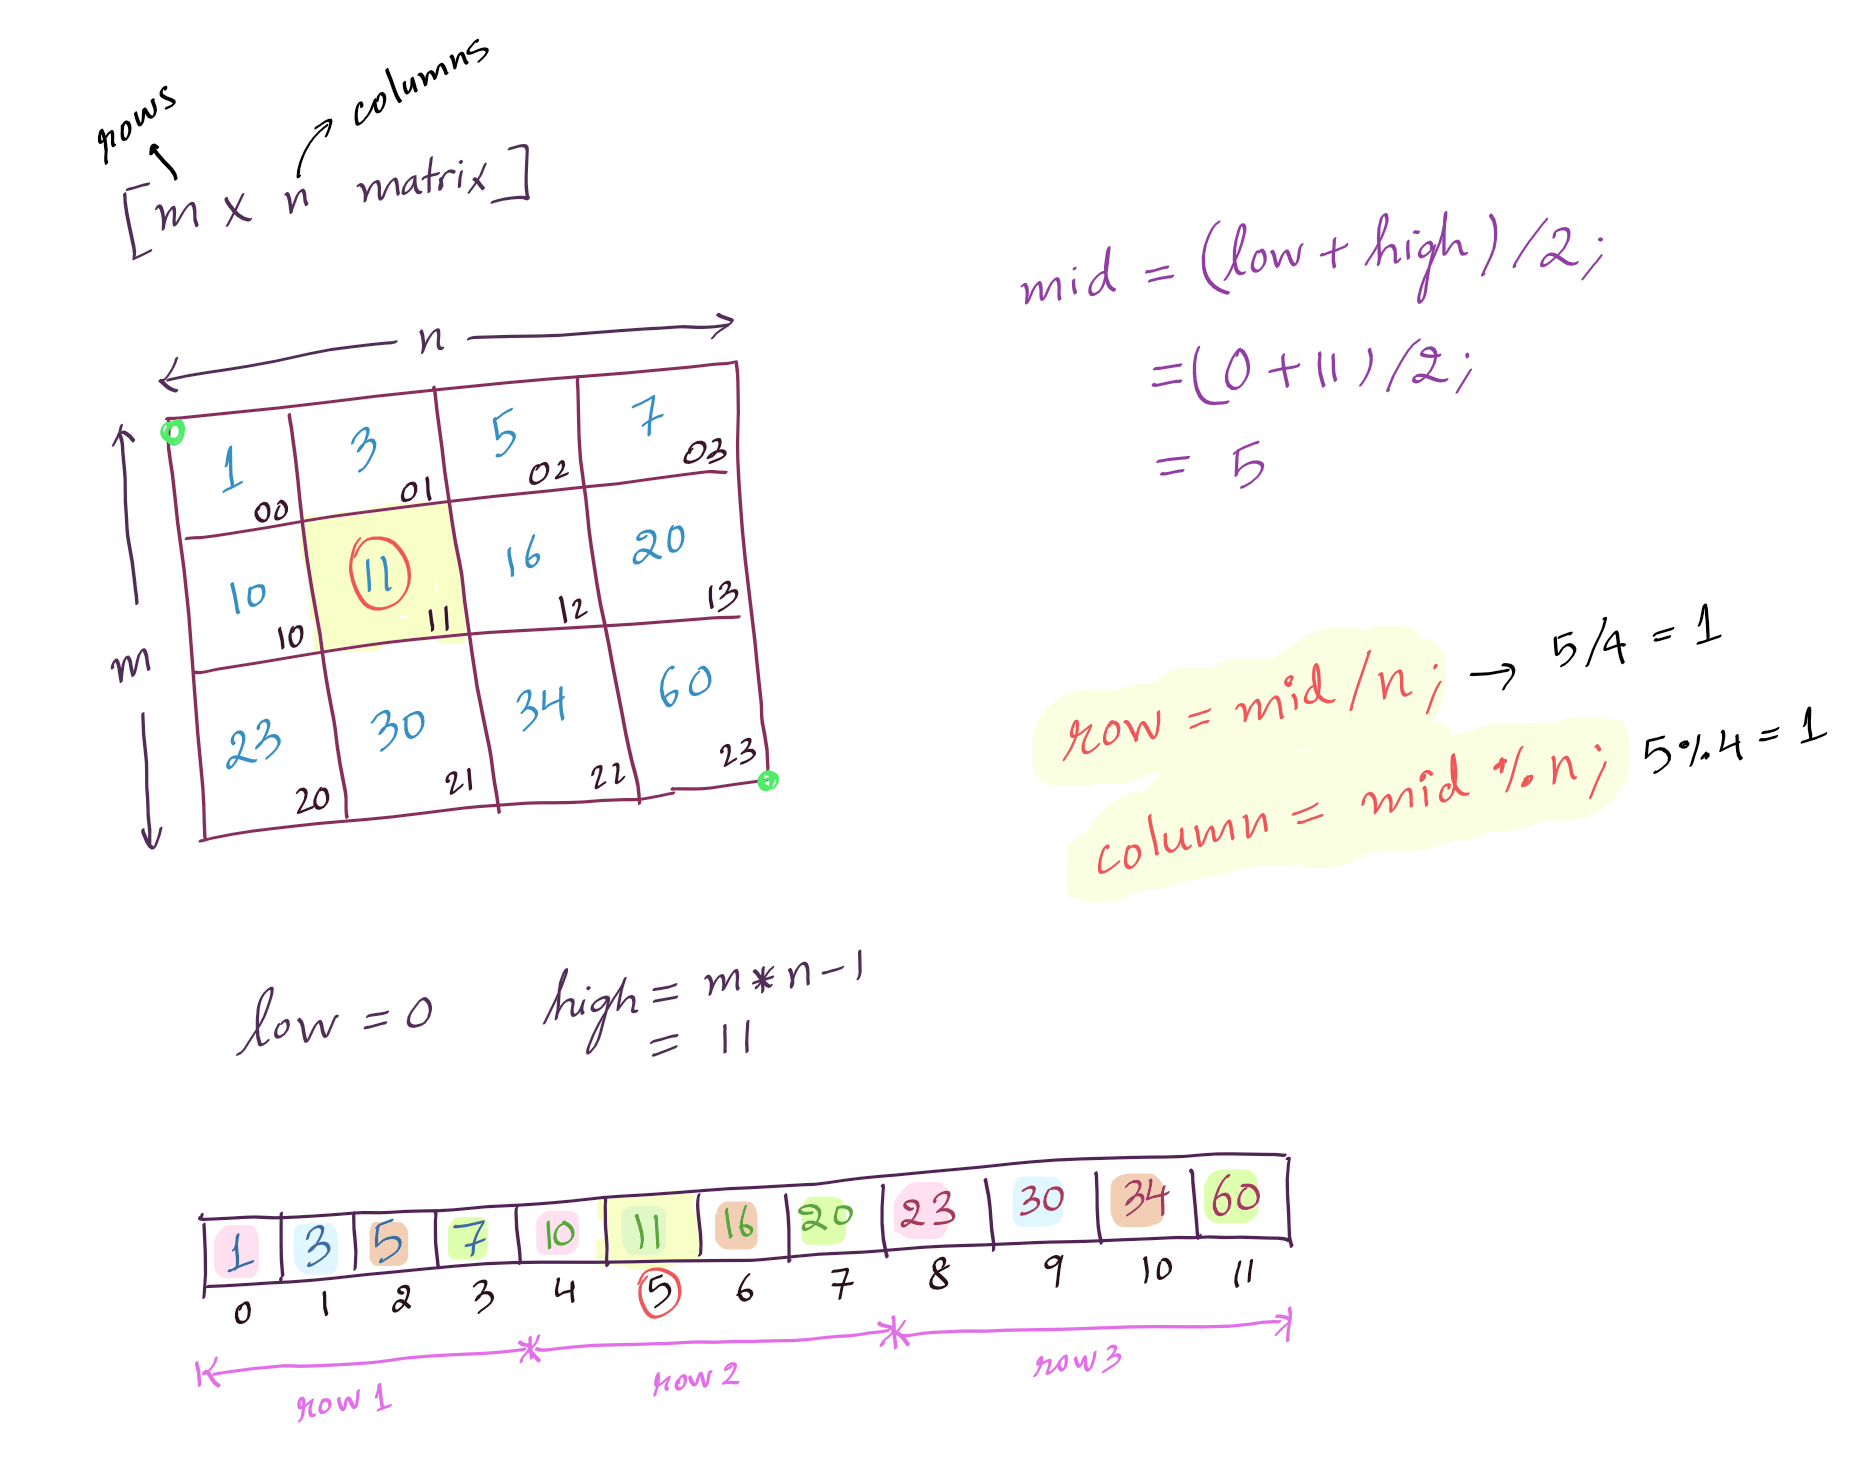 rows
columns
[m x n matrix]
n
m
1 3 5 7
00 01 02 03
10 11 16 20
10 11 12 13
23 30 34 60
20 21 22 23
mid = (low + high) / 2;
= (0 + 11) / 2;
= 5
row = mid / n; → 5/4 = 1
column = mid % n; 5%4 = 1
low = 0 high = m * n - 1
= 11
1 3 5 7 10 11 16 20 23 30 34 60
0 1 2 3 4 5 6 7 8 9 10 11
row 1 row 2 row 3